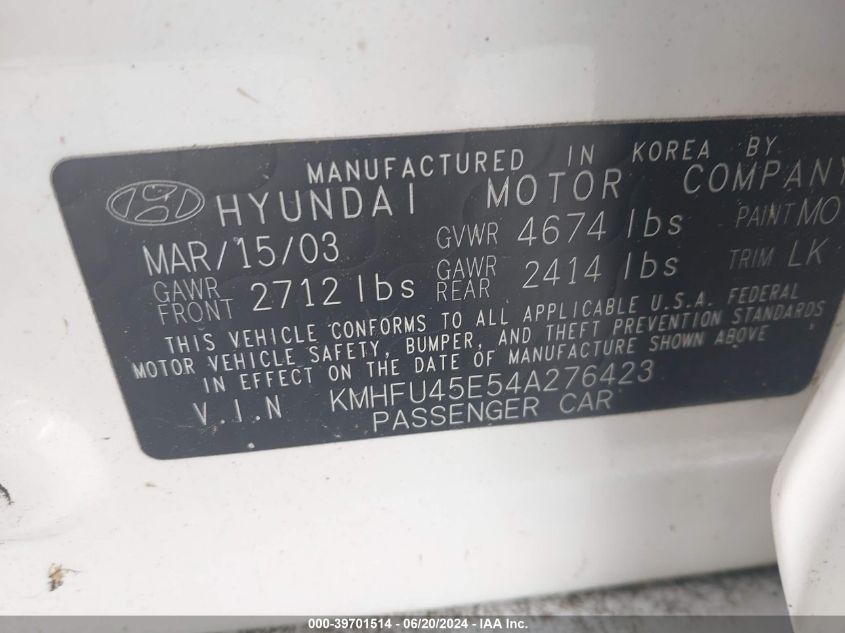 MANUFACTURED IN KOREA BY
HYUNDAI MOTOR COMPANY
MAR/15/03 GVWR 4674 lbs PAINT MO
GAWR FRONT 2712 lbs GAWR REAR 2414 lbs TRIM LK
THIS VEHICLE CONFORMS TO ALL APPLICABLE U.S.A. FEDERAL
MOTOR VEHICLE SAFETY, BUMPER, AND THEFT PREVENTION STANDARDS
IN EFFECT ON THE DATE OF MANUFACTURE SHOWN ABOVE
V.I.N KMHFU45E54A276423
PASSENGER CAR
000-39701514 - 06/20/2024 - IAA Inc.